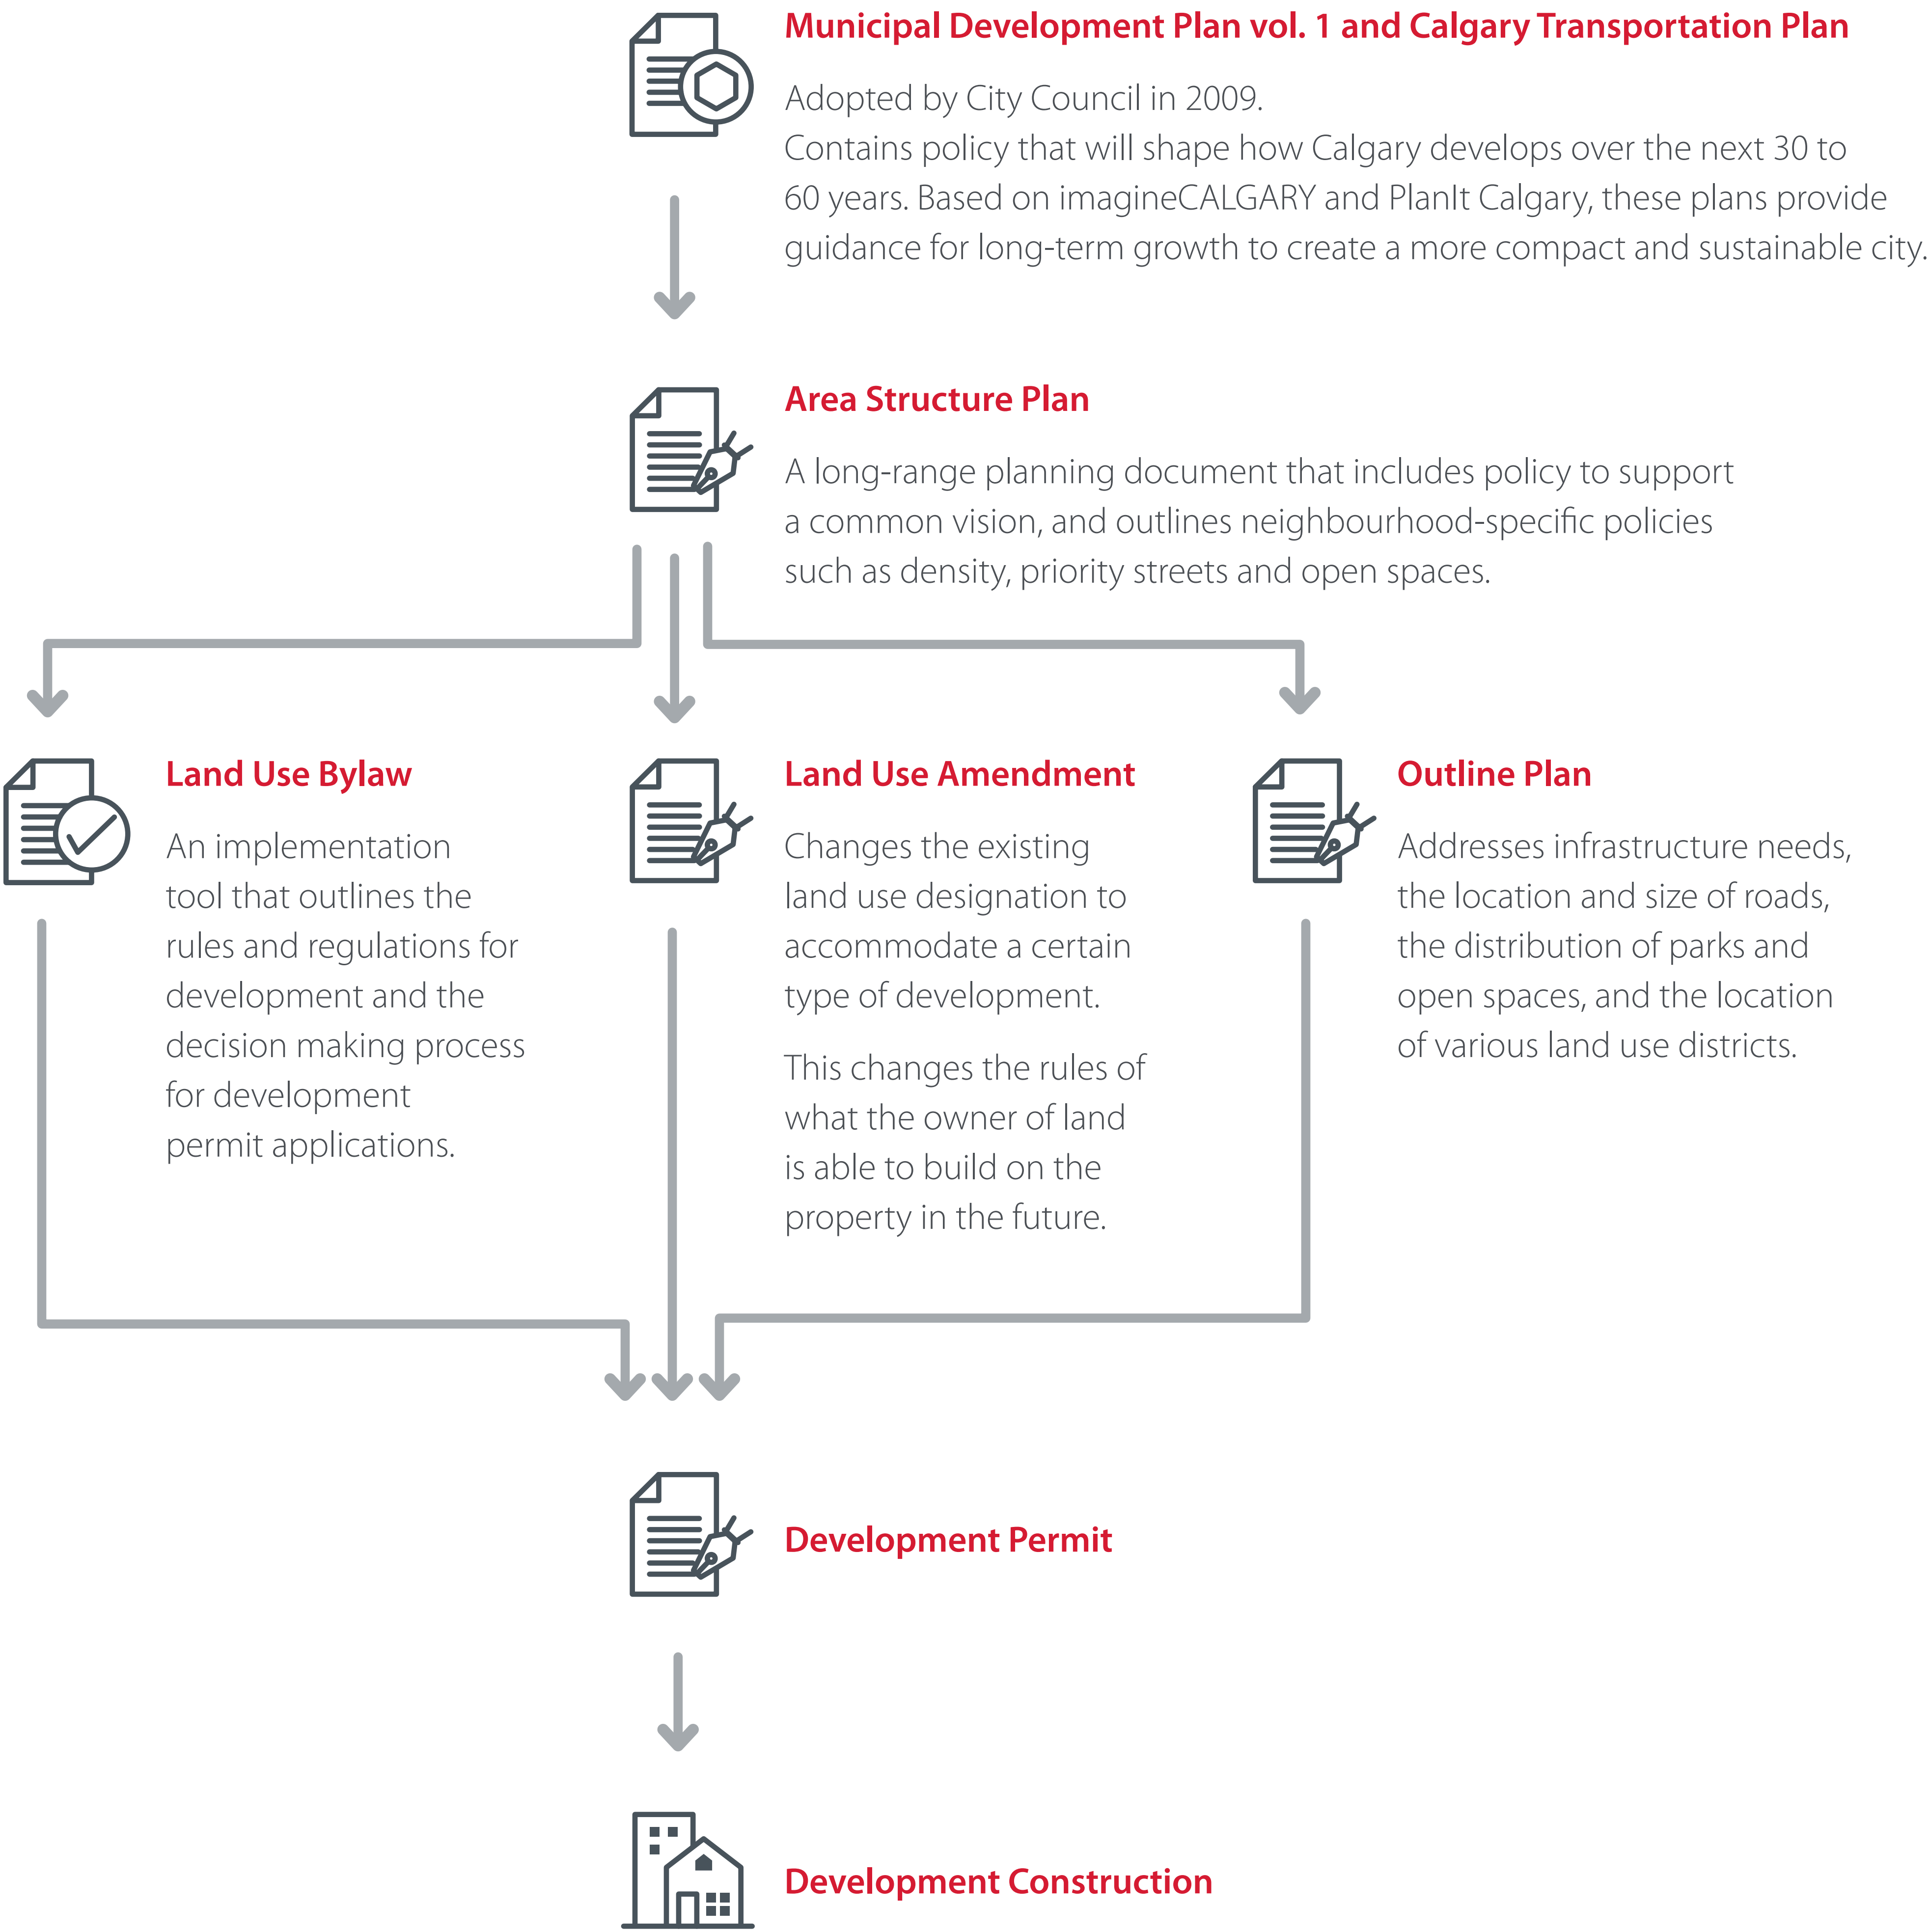 Municipal Development Plan vol. 1 and Calgary Transportation Plan
Adopted by City Council in 2009.
Contains policy that will shape how Calgary develops over the next 30 to
60 years. Based on imagineCALGARY and PlanIt Calgary, these plans provide
guidance for long-term growth to create a more compact and sustainable city.
Area Structure Plan
A long-range planning document that includes policy to support
a common vision, and outlines neighbourhood-specific policies
such as density, priority streets and open spaces.
Land Use Bylaw
An implementation
tool that outlines the
rules and regulations for
development and the
decision making process
for development
permit applications.
Land Use Amendment
Changes the existing
land use designation to
accommodate a certain
type of development.
This changes the rules of
what the owner of land
is able to build on the
property in the future.
Outline Plan
Addresses infrastructure needs,
the location and size of roads,
the distribution of parks and
open spaces, and the location
of various land use districts.
Development Permit
Development Construction